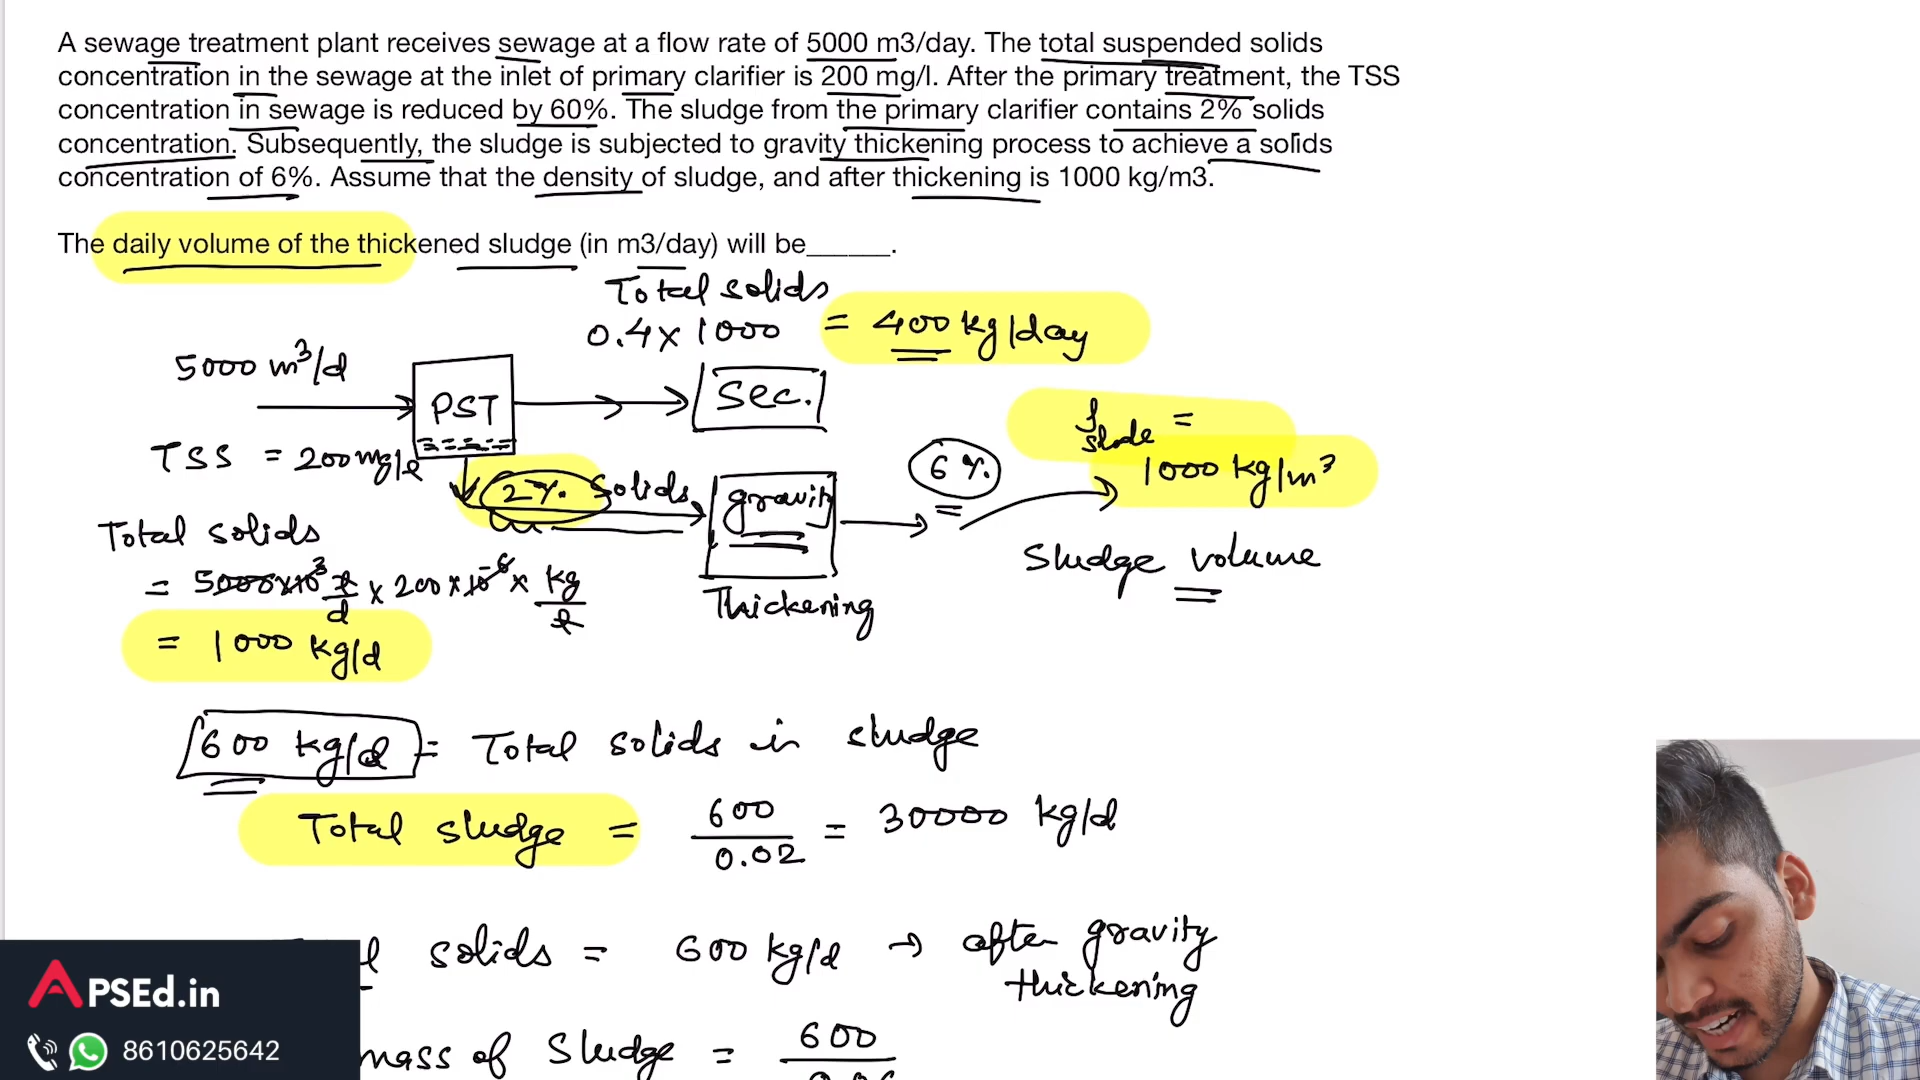 A sewage treatment plant receives sewage at a flow rate of 5000 m3/day. The total suspended solids
concentration in the sewage at the inlet of primary clarifier is 200 mg/l. After the primary treatment, the TSS
concentration in sewage is reduced by 60%. The sludge from the primary clarifier contains 2% solids
concentration. Subsequently, the sludge is subjected to gravity thickening process to achieve a solids
concentration of 6%. Assume that the density of sludge, and after thickening is 1000 kg/m3.
The daily volume of the thickened sludge (in m3/day) will be______.
Total solids
0.4 x 1000 = 400 kg/day
5000 m³/d
PST
Sec.
TSS = 200 mg/l
2%. Solids
gravity
Thickening
6%.
=
1000 kg/m³
Sludge volume
Total solids
= 5000x10³ l/d x 200 x 10⁻⁶ x kg/l
= 1000 kg/d
600 kg/d = Total solids in sludge
Total sludge = 600/0.02 = 30000 kg/d
solids = 600 kg/d → after gravity
thickening
mass of Sludge = 600
APSEd.in
8610625642